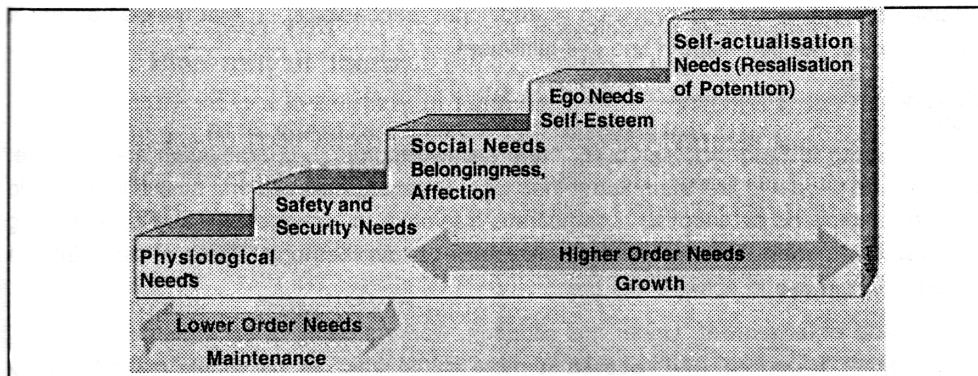 Self-actualisation
Needs (Resalisation
of Potention)
Ego Needs
Self-Esteem
Social Needs
Belongingness,
Affection
Safety and
Security Needs
Physiological
Needs
Higher Order Needs
Growth
Lower Order Needs
Maintenance